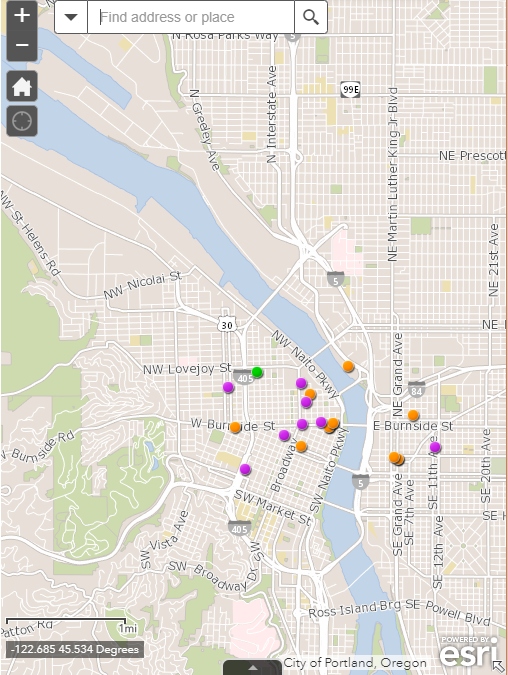 +
Find address or place
−
N Rosa Parks Way
5
99E
N Interstate Ave
N Greeley Ave
NE Martin Luther King Jr Blvd
NE Prescott
NW St Helens Rd
NE 21st Ave
NW Nicolai St
5
30
NE
NW Naito Pkwy
NE Grand Ave
NW Lovejoy St
405
84
W Burnside St
E Burnside St
Burnside Rd
Broadway
SW Naito Pkwy
SE 11th Ave
SE 20th Ave
5
SW Market St
SE Grand Ave
SE 7th Ave
SE 12th Ave
SE H
405
SW Vista Ave
SW Broadway Dr
SW
Ross Island Brg
SE Powell Blvd
Patton Rd
1mi
-122.685 45.534 Degrees
City of Portland, Oregon
POWERED BY
esri